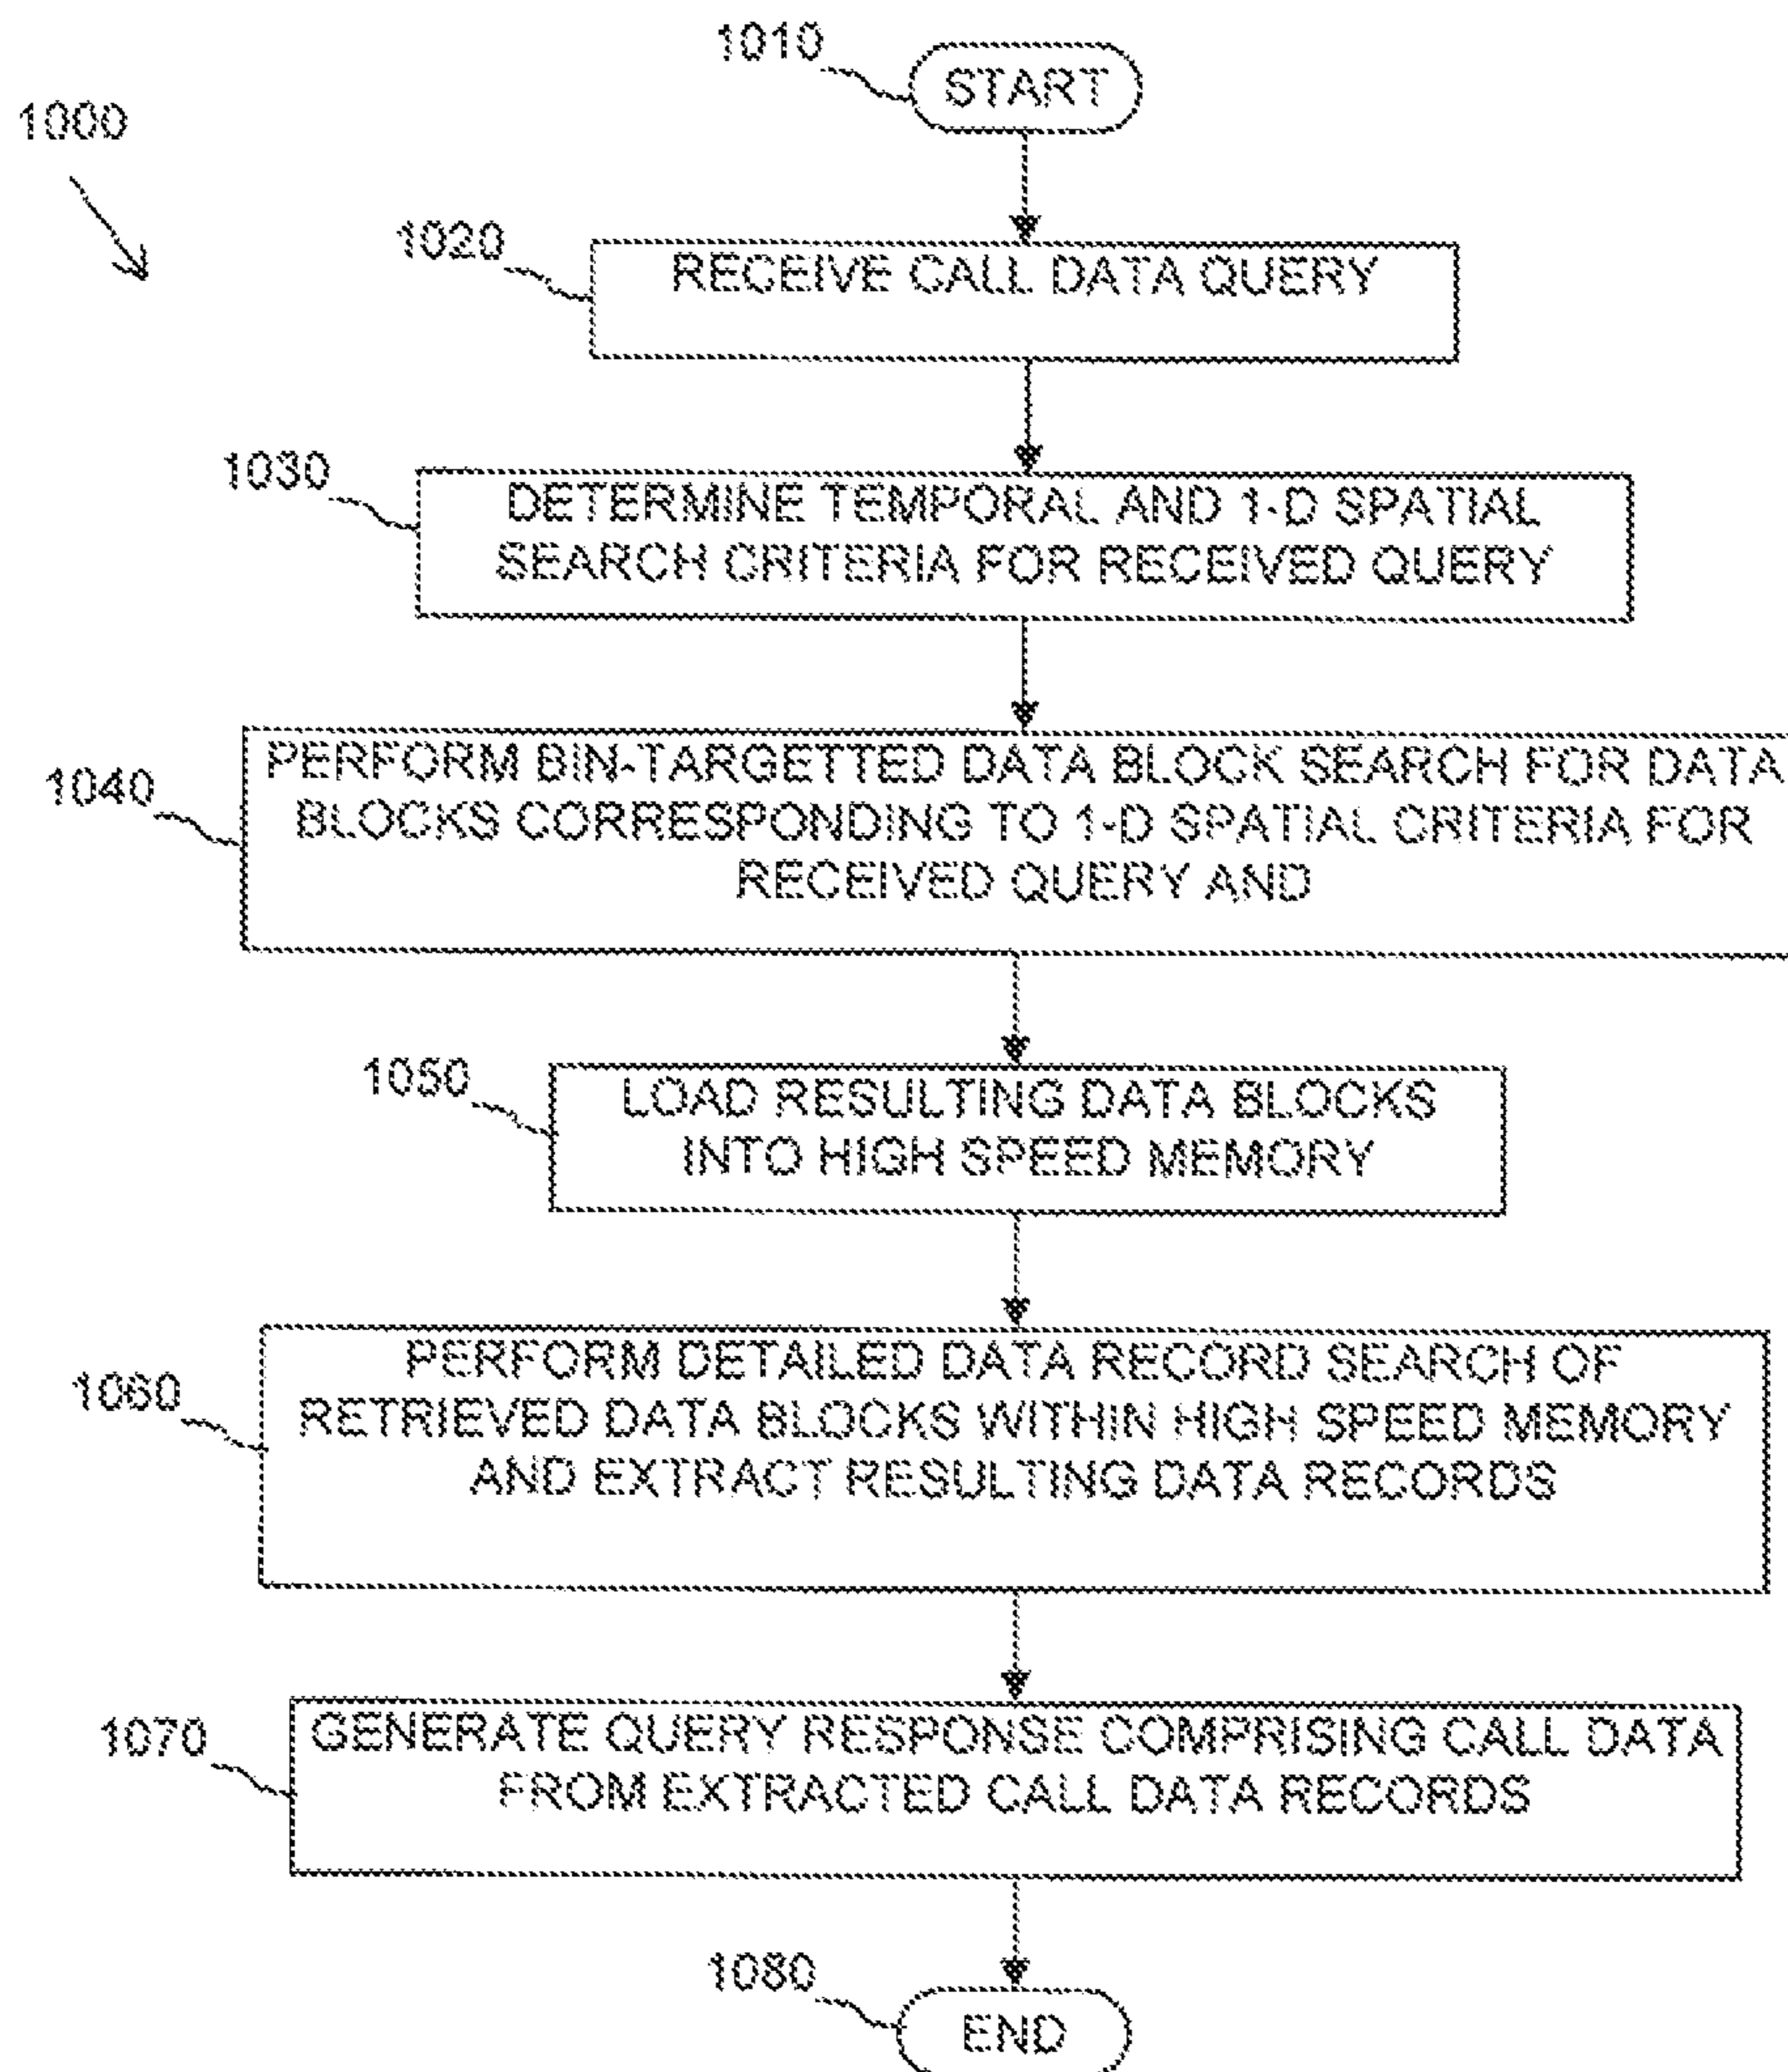 1010
START
1000
1020
RECEIVE CALL DATA QUERY
1030
DETERMINE TEMPORAL AND 1-D SPATIAL
SEARCH CRITERIA FOR RECEIVED QUERY
1040
PERFORM BIN-TARGETTED DATA BLOCK SEARCH FOR DATA
BLOCKS CORRESPONDING TO 1-D SPATIAL CRITERIA FOR
RECEIVED QUERY AND
1050
LOAD RESULTING DATA BLOCKS
INTO HIGH SPEED MEMORY
1060
PERFORM DETAILED DATA RECORD SEARCH OF
RETRIEVED DATA BLOCKS WITHIN HIGH SPEED MEMORY
AND EXTRACT RESULTING DATA RECORDS
1070
GENERATE QUERY RESPONSE COMPRISING CALL DATA
FROM EXTRACTED CALL DATA RECORDS
1080
END